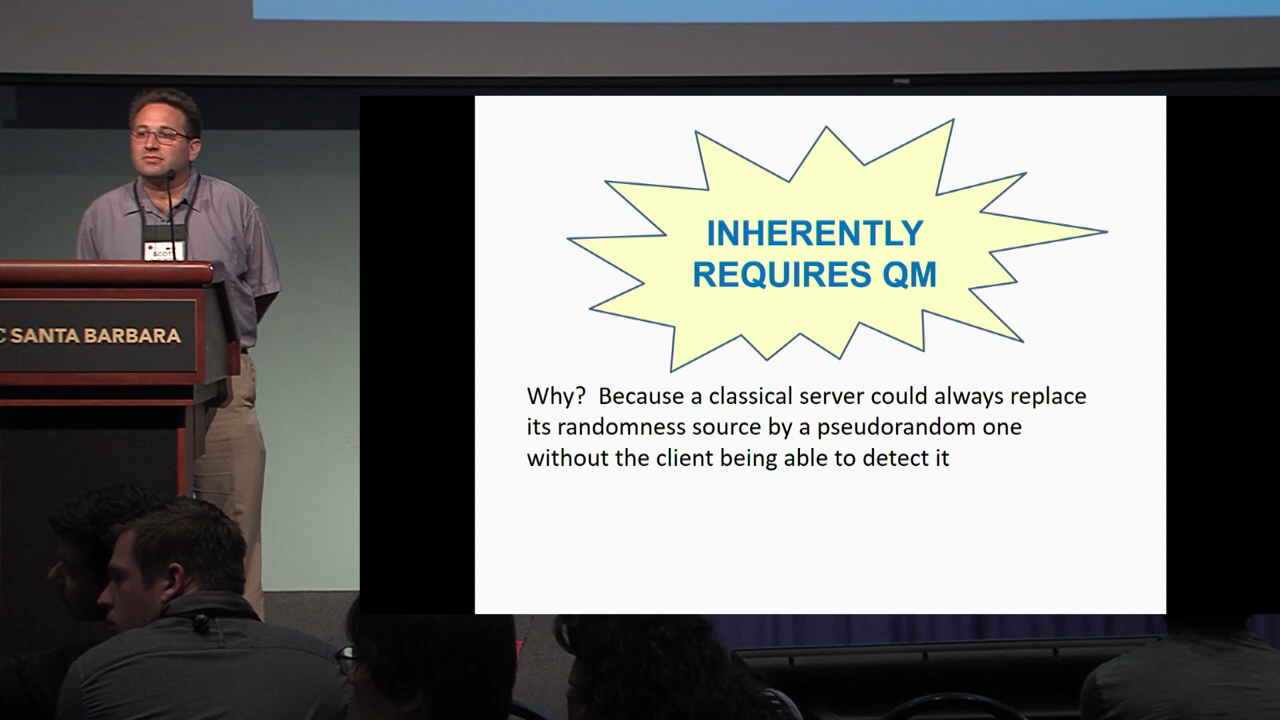 SCOTT
C SANTA BARBARA
INHERENTLY
REQUIRES QM
Why? Because a classical server could always replace
its randomness source by a pseudorandom one
without the client being able to detect it